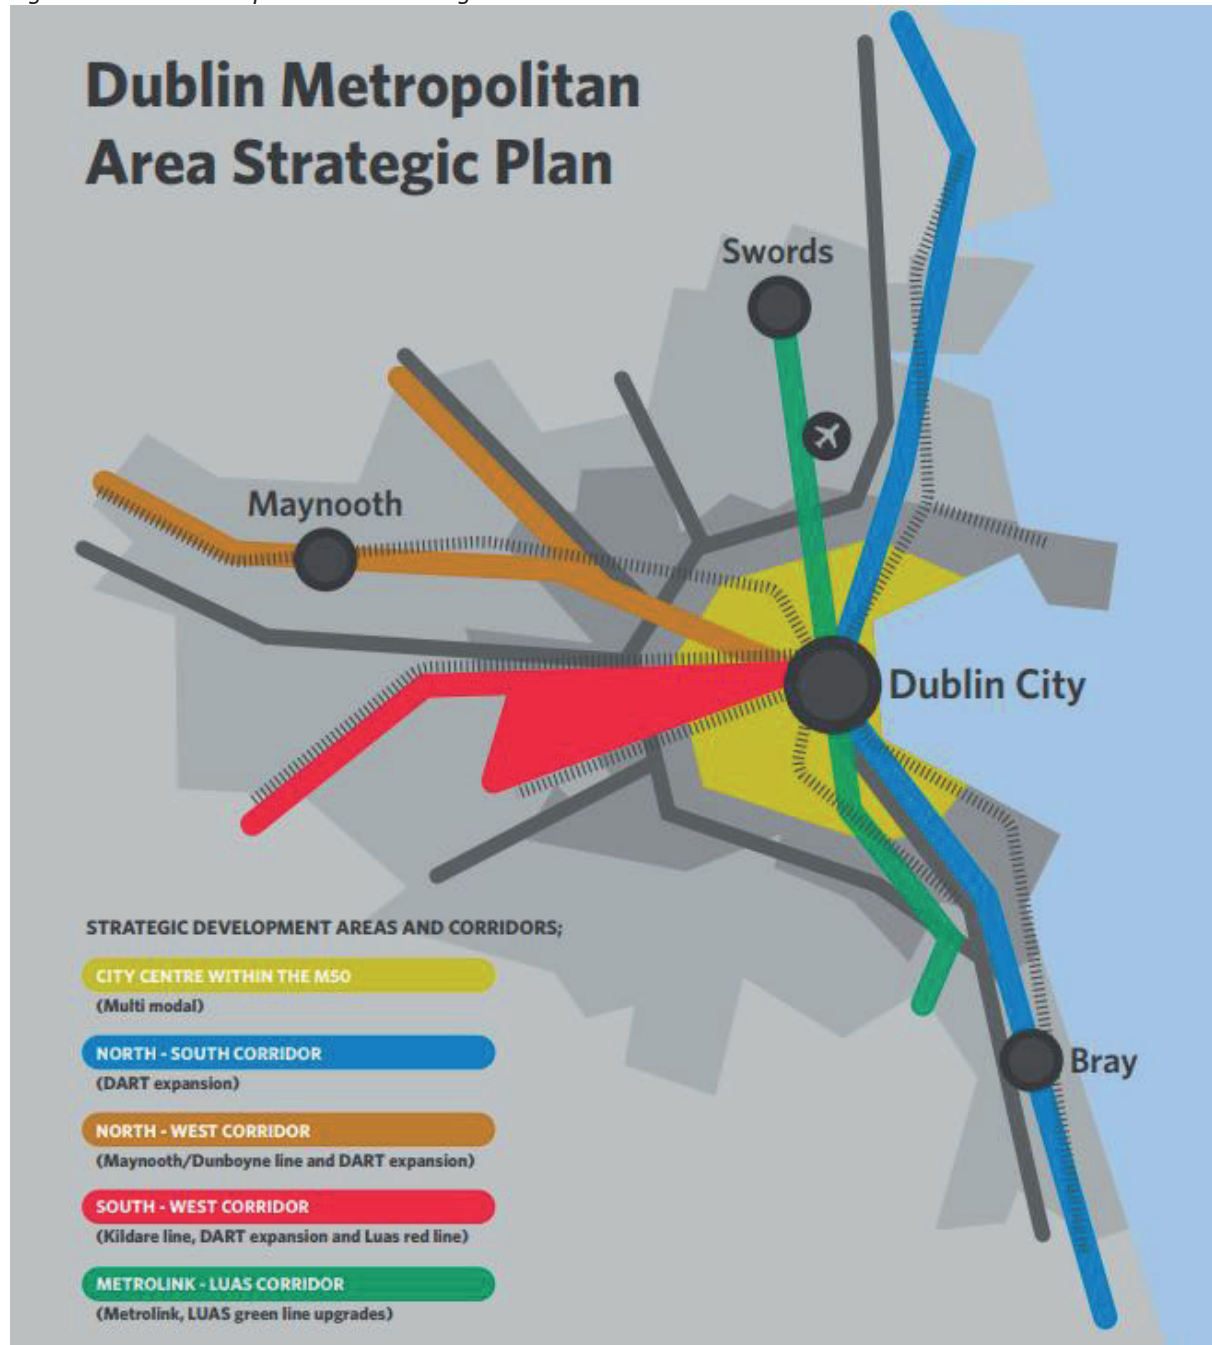 Dublin Metropolitan
Area Strategic Plan
Swords
Maynooth
Dublin City
Bray
STRATEGIC DEVELOPMENT AREAS AND CORRIDORS;
CITY CENTRE WITHIN THE M50
(Multi modal)
NORTH - SOUTH CORRIDOR
(DART expansion)
NORTH - WEST CORRIDOR
(Maynooth/Dunboyne line and DART expansion)
SOUTH - WEST CORRIDOR
(Kildare line, DART expansion and Luas red line)
METROLINK - LUAS CORRIDOR
(Metrolink, LUAS green line upgrades)